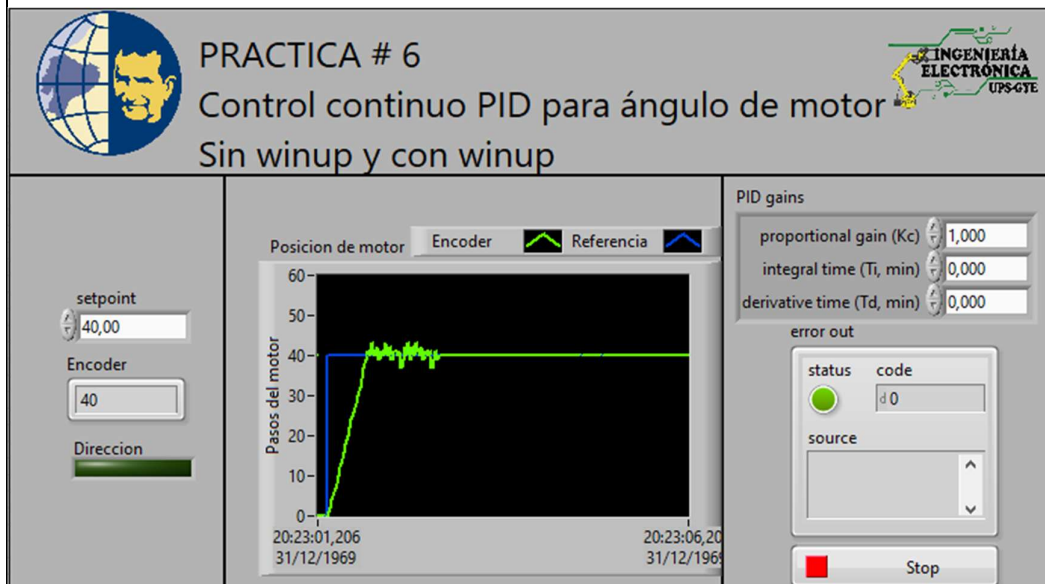 PRACTICA # 6
Control continuo PID para ángulo de motor
Sin winup y con winup
INGENIERÍA
ELECTRÓNICA
UPS-GYE
setpoint
40,00
Encoder
40
Direccion
Posicion de motor
Encoder
Referencia
Pasos del motor
60
50
40
30
20
10
0
20:23:01,206
31/12/1969
20:23:06,20
31/12/1969
PID gains
proportional gain (Kc) 1,000
integral time (Ti, min) 0,000
derivative time (Td, min) 0,000
error out
status
code
d 0
source
Stop